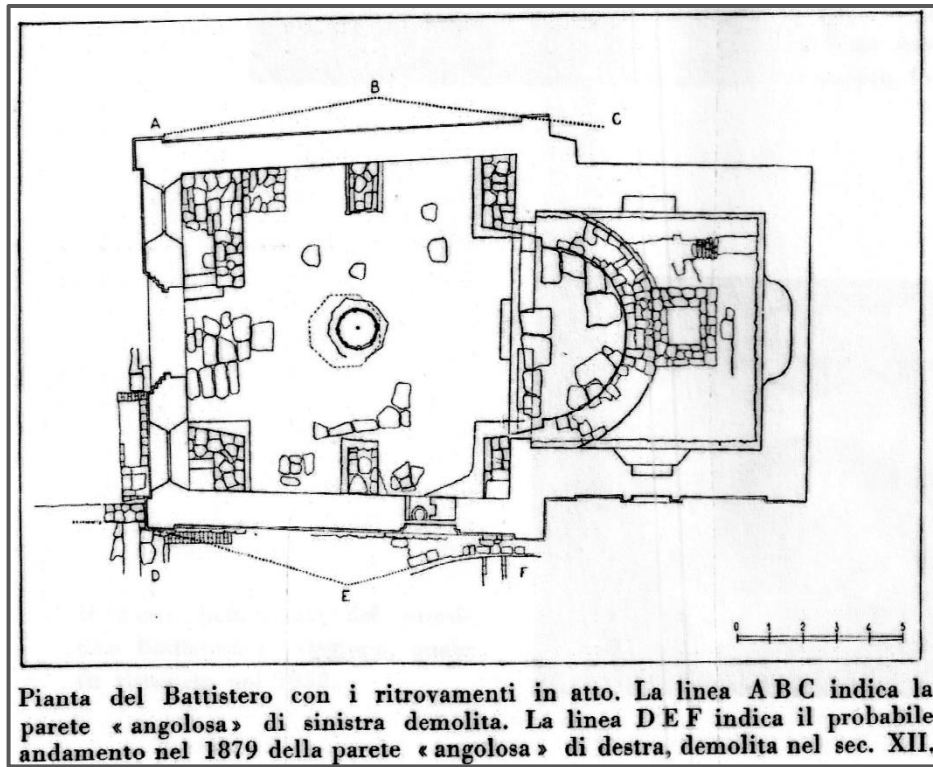 B
A
C
D
F
E
0 1 2 3 4 5
Pianta del Battistero con i ritrovamenti in atto. La linea A B C indica la
parete « angolosa » di sinistra demolita. La linea D E F indica il probabile
andamento nel 1879 della parete « angolosa » di destra, demolita nel sec. XII.